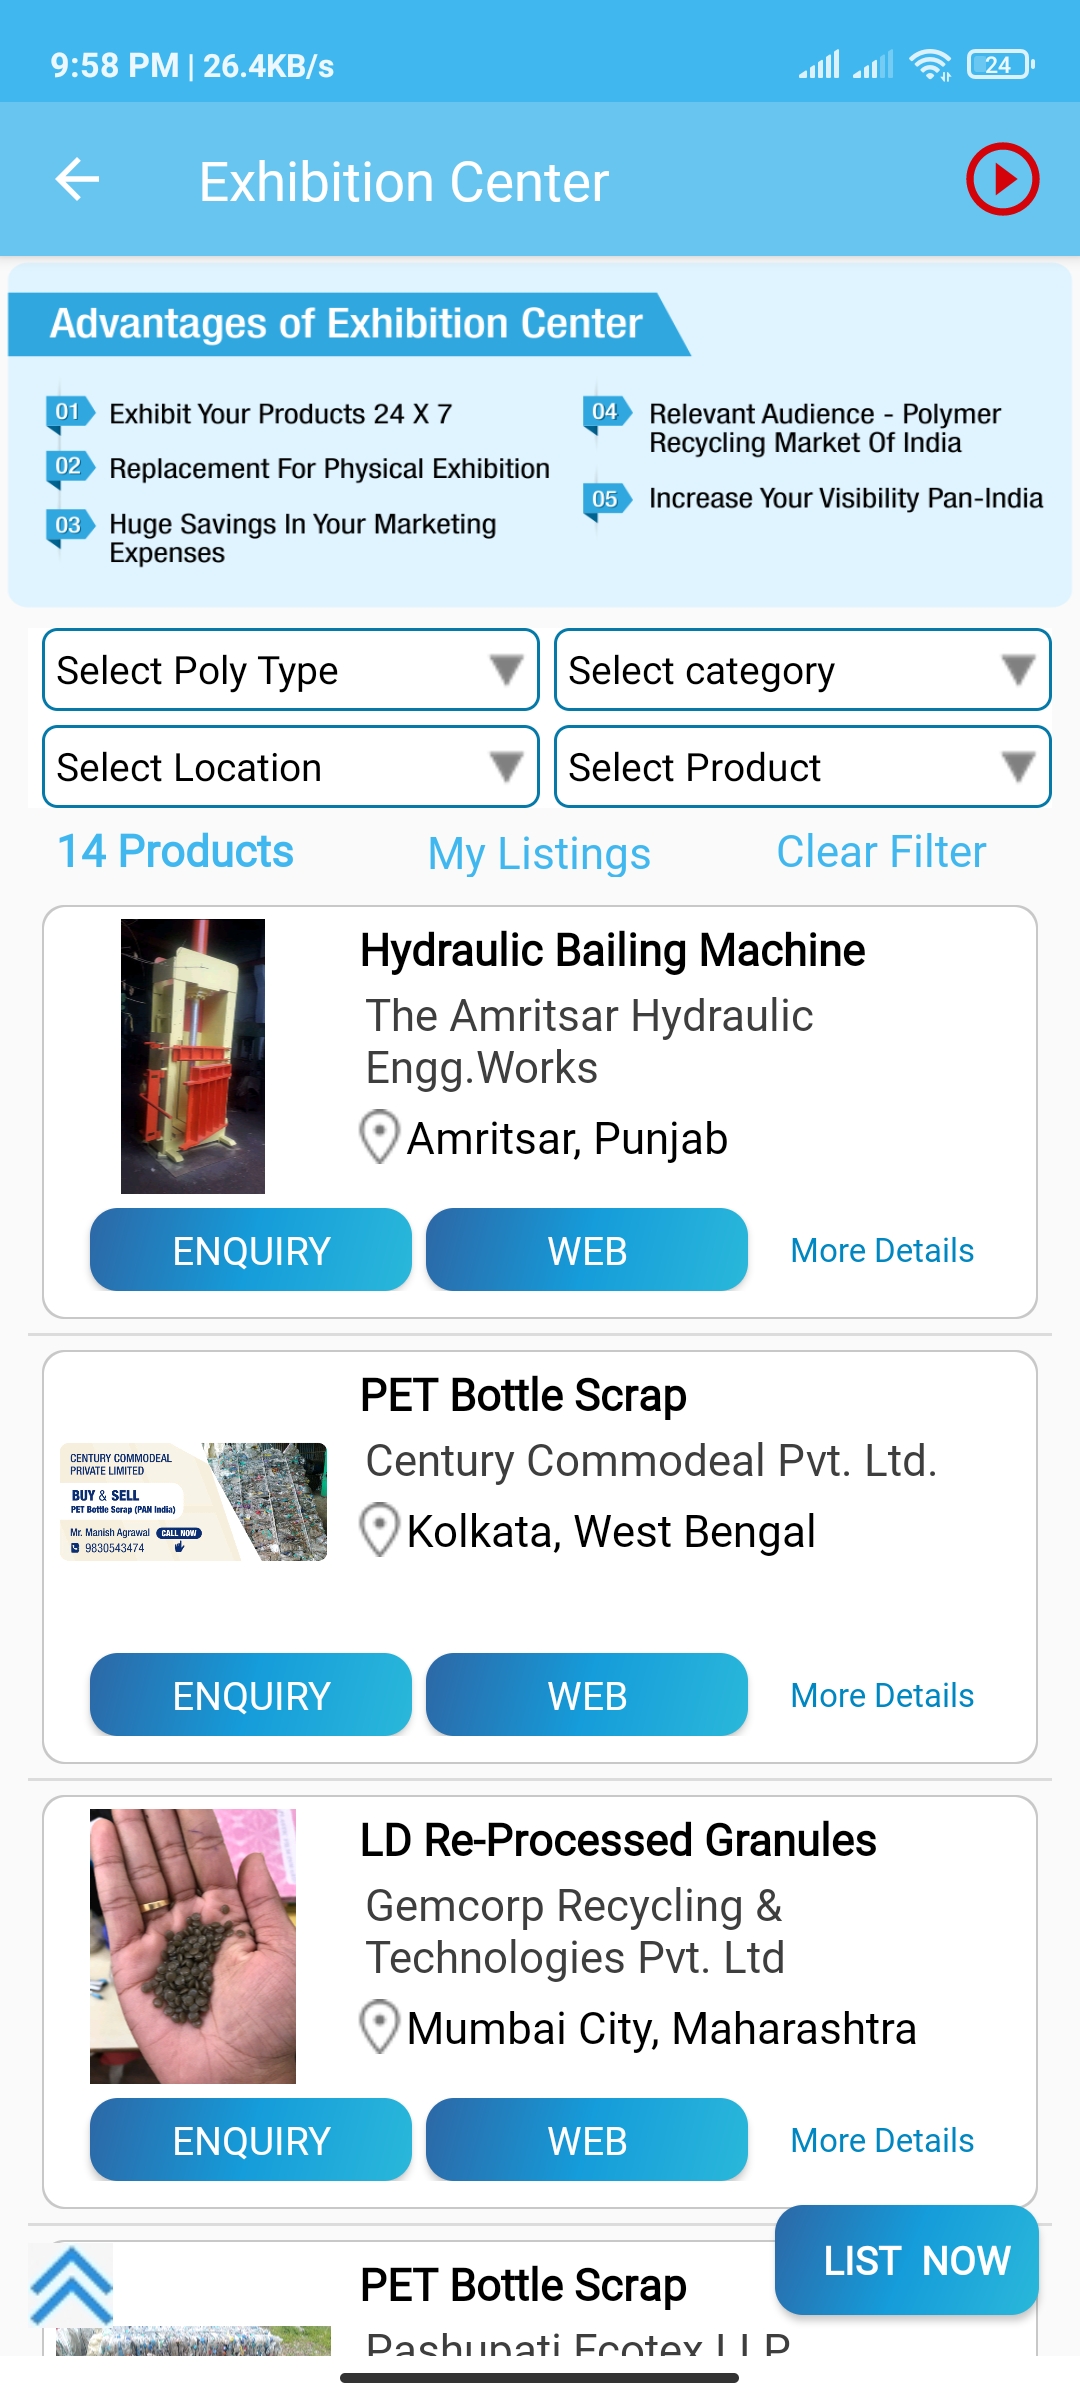 9:58 PM | 26.4KB/s
24
Exhibition Center
Advantages of Exhibition Center
01 Exhibit Your Products 24 X 7
02 Replacement For Physical Exhibition
03 Huge Savings In Your Marketing
Expenses
04 Relevant Audience - Polymer
Recycling Market Of India
05 Increase Your Visibility Pan-India
Select Poly Type
Select category
Select Location
Select Product
14 Products
My Listings
Clear Filter
Hydraulic Bailing Machine
The Amritsar Hydraulic
Engg.Works
Amritsar, Punjab
ENQUIRY
WEB
More Details
PET Bottle Scrap
Century Commodeal Pvt. Ltd.
Kolkata, West Bengal
CENTURY COMMODEAL
PRIVATE LIMITED
BUY & SELL
PET Bottle Scrap (PAN India)
Mr. Manish Agrawal CALL NOW
9830543474
ENQUIRY
WEB
More Details
LD Re-Processed Granules
Gemcorp Recycling &
Technologies Pvt. Ltd
Mumbai City, Maharashtra
ENQUIRY
WEB
More Details
PET Bottle Scrap
Pashupati Ecotex LLP
LIST NOW